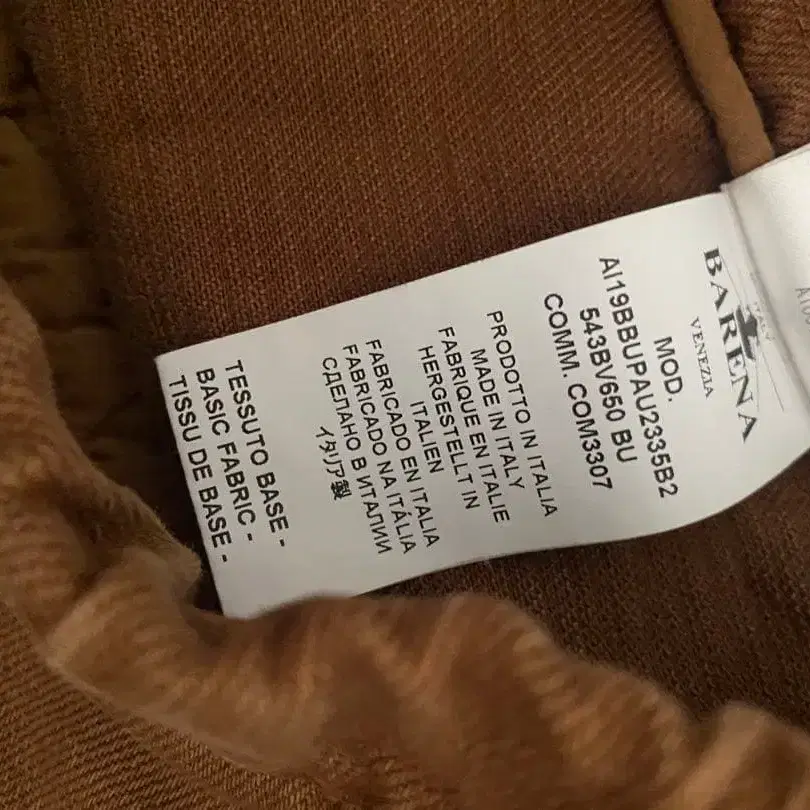 BARENA
VENEZIA
MOD.
AI19BBUPAU2335B2
543BV650 BU
COMM. COM3307
PRODOTTO IN ITALIA
MADE IN ITALY
FABRIQUE EN ITALIE
HERGESTELLT IN
ITALIEN
FABRICADO EN ITALIA
FABRICADO NA ITÁLIA
СДЕЛАНО В ИТАЛИИ
イタリア製
TESSUTO BASE -
BASIC FABRIC -
TISSU DE BASE -